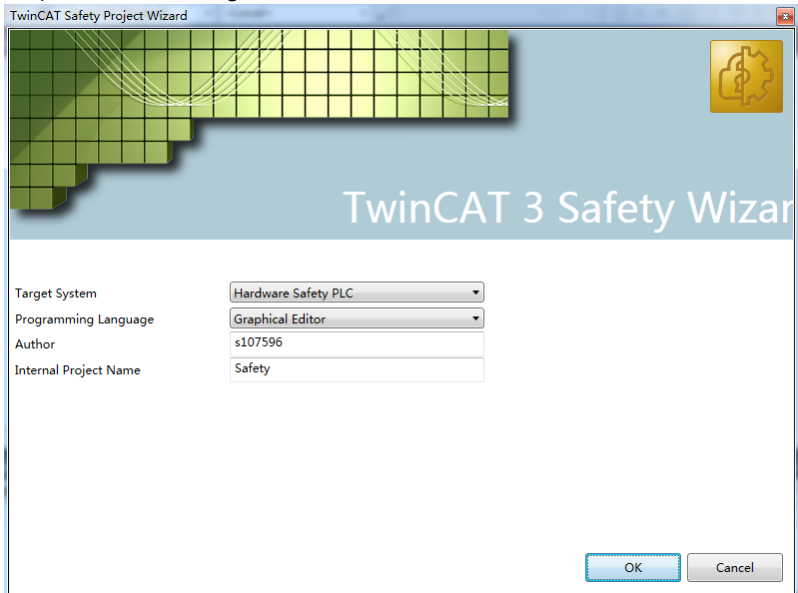 TwinCAT Safety Project Wizard
TwinCAT 3 Safety Wizar
Target System
Hardware Safety PLC
Programming Language
Graphical Editor
Author
s107596
Internal Project Name
Safety
OK
Cancel